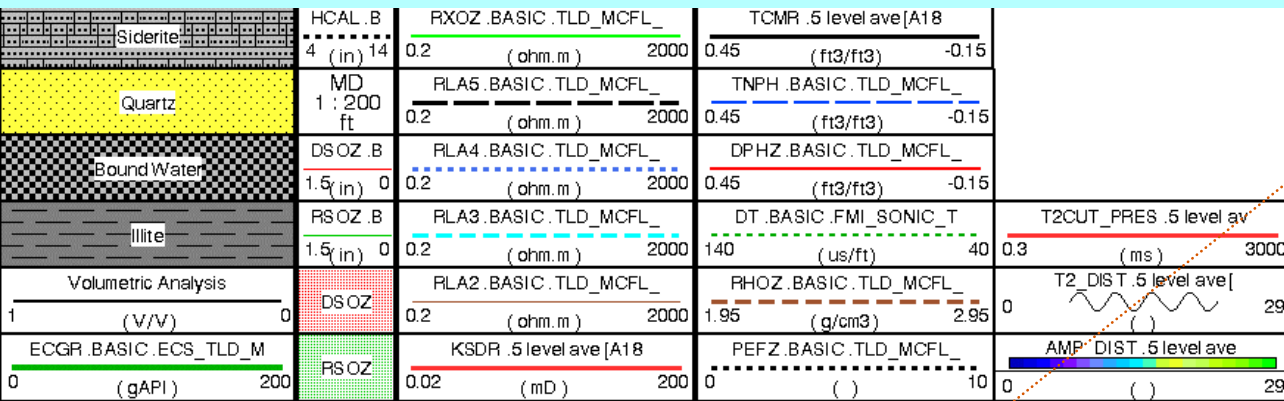 Siderite
HCAL .B
4 (in) 14
RXOZ .BASIC .TLD_MCFL_
0.2 (ohm.m) 2000
TCMR .5 level ave [A18
0.45 (ft3/ft3) -0.15
Quartz
MD
1 : 200
ft
RLA5 .BASIC .TLD_MCFL_
0.2 (ohm.m) 2000
TNPH .BASIC .TLD_MCFL_
0.45 (ft3/ft3) -0.15
Bound Water
DSOZ .B
1.5 (in) 0
RLA4 .BASIC .TLD_MCFL_
0.2 (ohm.m) 2000
DPHZ .BASIC .TLD_MCFL_
0.45 (ft3/ft3) -0.15
Illite
RSOZ .B
1.5 (in) 0
RLA3 .BASIC .TLD_MCFL_
0.2 (ohm.m) 2000
DT .BASIC .FMI_SONIC_T
140 (us/ft) 40
T2CUT_PRES .5 level av
0.3 (ms) 3000
Volumetric Analysis
1 (V/V) 0
DSOZ
RLA2 .BASIC .TLD_MCFL_
0.2 (ohm.m) 2000
RHOZ .BASIC .TLD_MCFL_
1.95 (g/cm3) 2.95
T2_DIST .5 level ave [
0 ( ) 29
ECGR .BASIC .ECS_TLD_M
0 (gAPI) 200
RSOZ
KSDR .5 level ave [A18
0.02 (mD) 200
PEFZ .BASIC .TLD_MCFL_
0 ( ) 10
AMP_DIST .5 level ave
0 ( ) 29